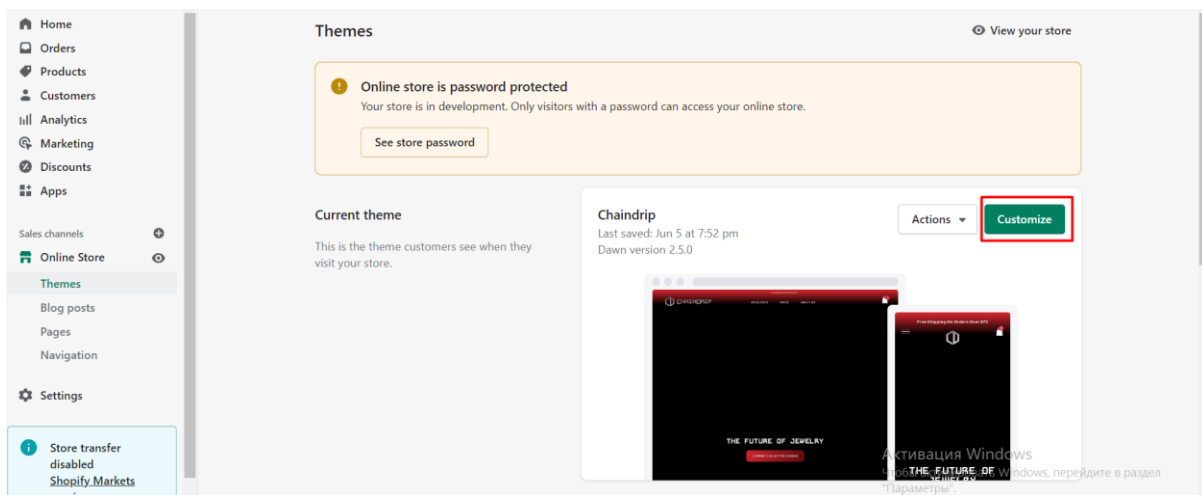 Home
Orders
Products
Customers
Analytics
Marketing
Discounts
Apps
Sales channels
Online Store
Themes
Blog posts
Pages
Navigation
Settings
Store transfer
disabled
Shopify Markets
Themes
View your store
Online store is password protected
Your store is in development. Only visitors with a password can access your online store.
See store password
Current theme
This is the theme customers see when they
visit your store.
Chaindrip
Last saved: Jun 5 at 7:52 pm
Dawn version 2.5.0
Actions
Customize
CHAINDRIP
THE FUTURE OF JEWELRY
Free Shipping On Orders Over
THE FUTURE OF
JEWELRY
Активация Windows
Windows, перейдите в раздел
"Параметры".